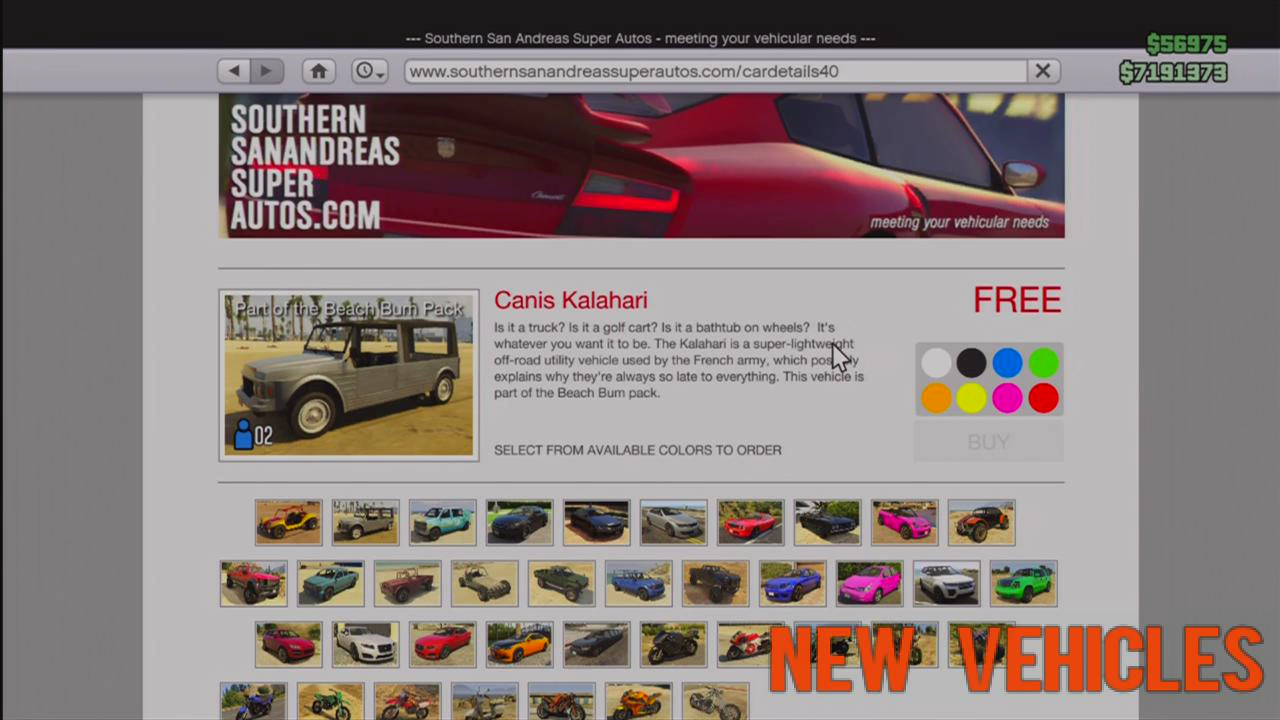 --- Southern San Andreas Super Autos - meeting your vehicular needs ---
$56975
www.southernsanandreassuperautos.com/cardetails40
$7191373
SOUTHERN
SANANDREAS
SUPER
AUTOS.COM
meeting your vehicular needs
Part of the Beach Bum Pack
02
Canis Kalahari
Is it a truck? Is it a golf cart? Is it a bathtub on wheels? It's
whatever you want it to be. The Kalahari is a super-lightweight
off-road utility vehicle used by the French army, which possibly
explains why they're always so late to everything. This vehicle is
part of the Beach Bum pack.
SELECT FROM AVAILABLE COLORS TO ORDER
FREE
BUY
NEW VEHICLES